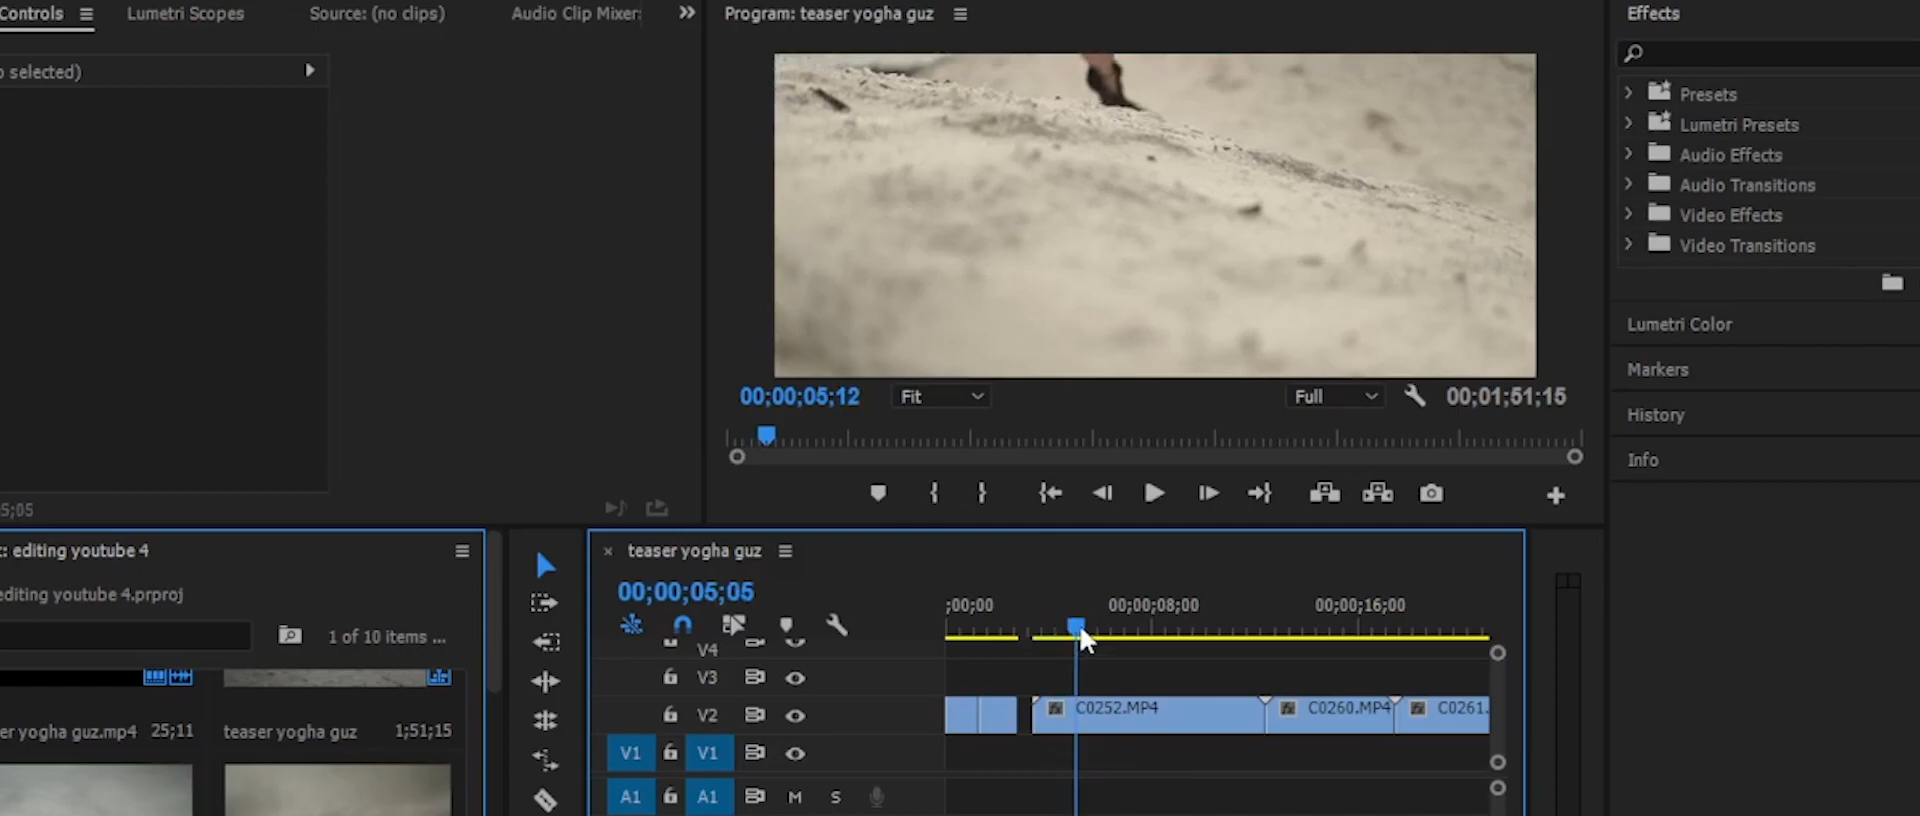 Controls
Lumetri Scopes
Source: (no clips)
Audio Clip Mixer:
Program: teaser yogha guz
Effects
o selected)
Presets
Lumetri Presets
Audio Effects
Audio Transitions
Video Effects
Video Transitions
Lumetri Color
Markers
History
Info
00;00;05;12
Fit
Full
00;01;51;15
5;05
t: editing youtube 4
editing youtube 4.prproj
1 of 10 items ...
er yogha guz.mp4 25;11
teaser yogha guz 1;51;15
teaser yogha guz
00;00;05;05
;00;00
00;00;08;00
00;00;16;00
V4
V3
V2
C0252.MP4
C0260.MP4
C0261.
V1 V1
A1 A1 M S